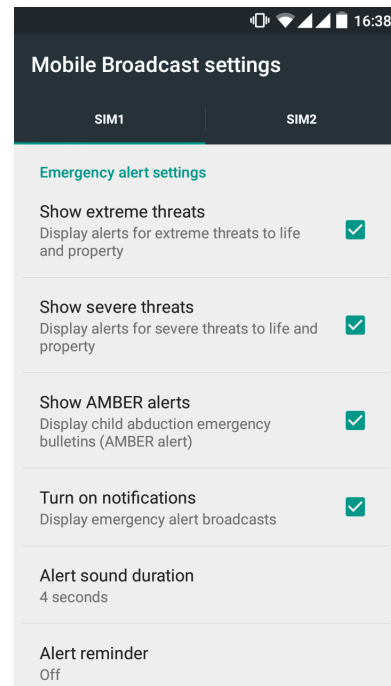 16:38
Mobile Broadcast settings
SIM1 SIM2
Emergency alert settings
Show extreme threats
Display alerts for extreme threats to life
and property
Show severe threats
Display alerts for severe threats to life and
property
Show AMBER alerts
Display child abduction emergency
bulletins (AMBER alert)
Turn on notifications
Display emergency alert broadcasts
Alert sound duration
4 seconds
Alert reminder
Off